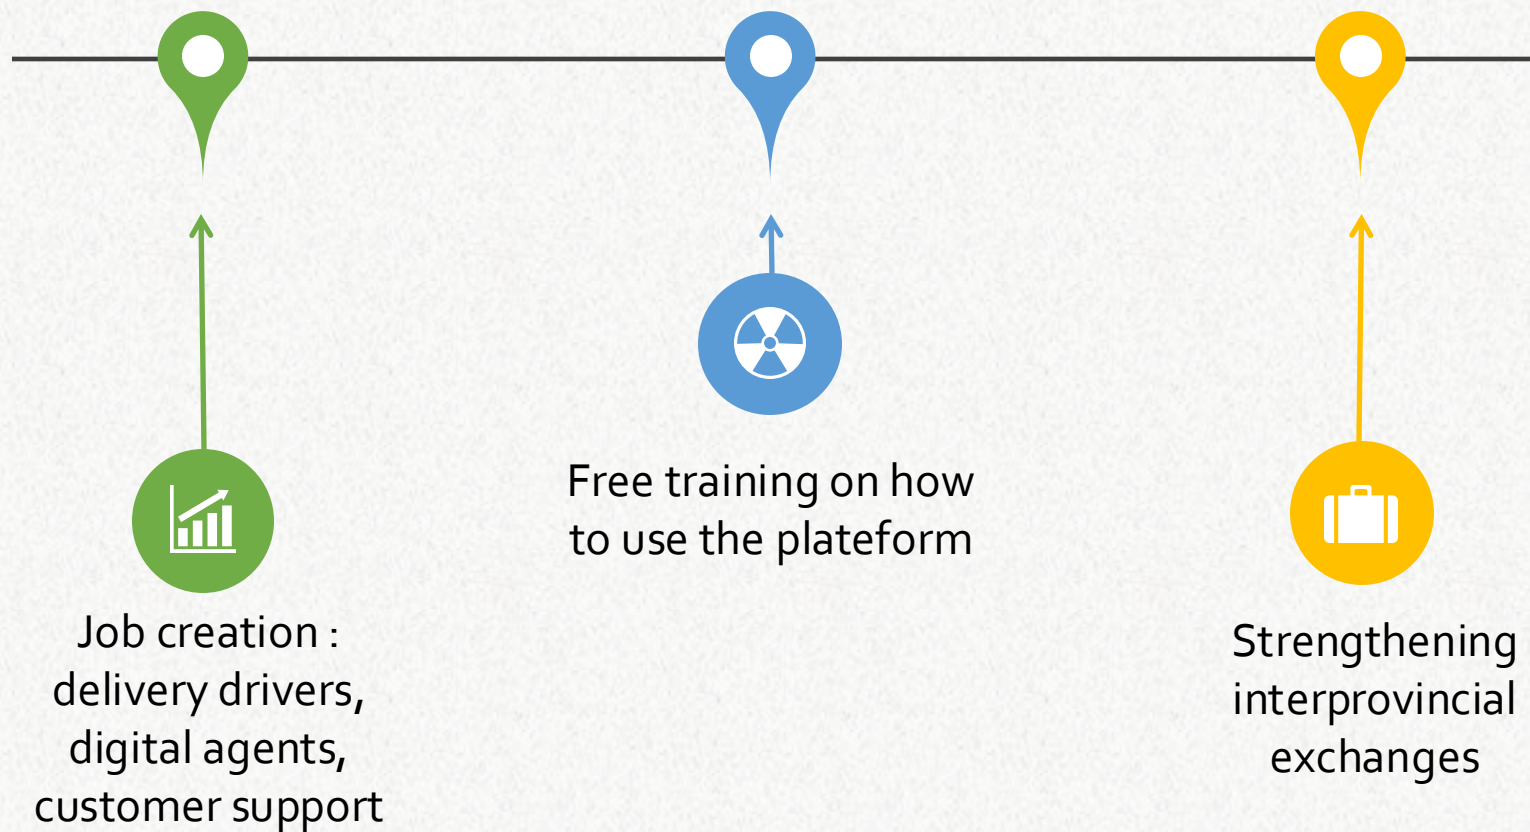 Job creation :
delivery drivers,
digital agents,
customer support
Free training on how
to use the plateform
Strengthening
interprovincial
exchanges